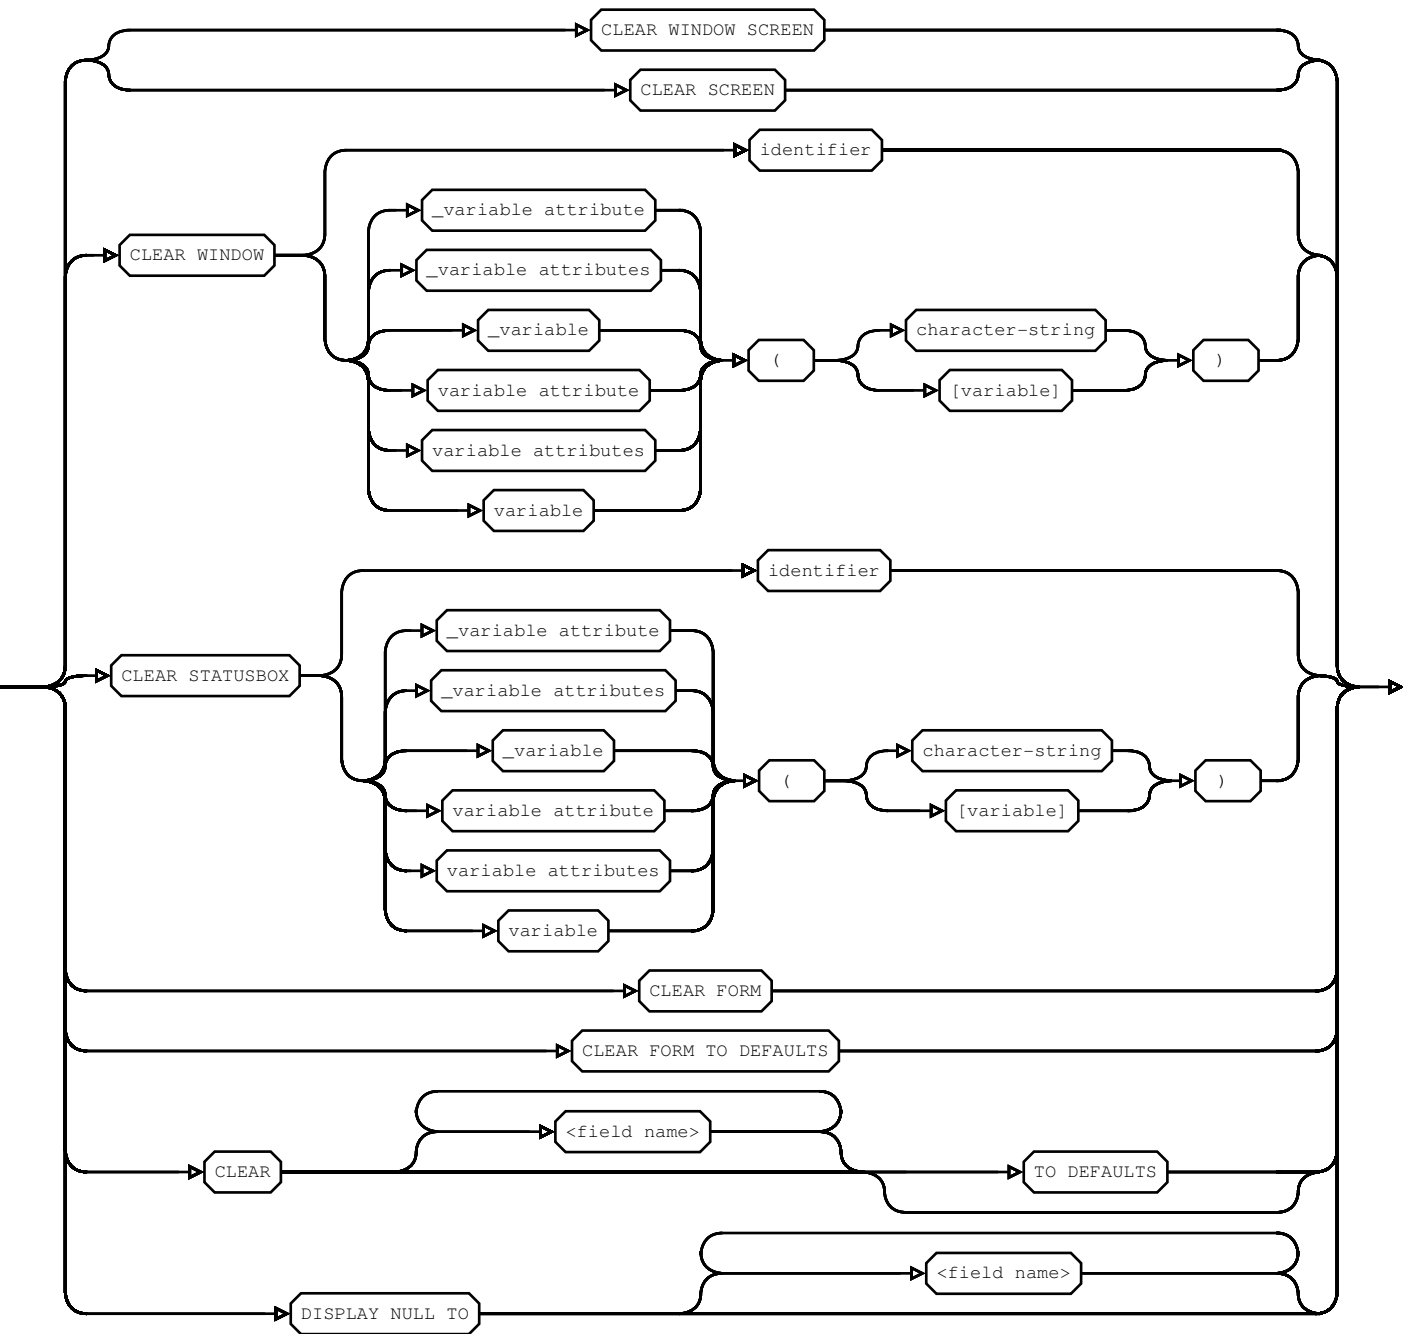 CLEAR WINDOW SCREEN
CLEAR SCREEN
CLEAR WINDOW
identifier
_variable attribute
_variable attributes
_variable
variable attribute
variable attributes
variable
(
character-string
[variable]
)
CLEAR STATUSBOX
identifier
_variable attribute
_variable attributes
_variable
variable attribute
variable attributes
variable
(
character-string
[variable]
)
CLEAR FORM
CLEAR FORM TO DEFAULTS
CLEAR
<field name>
TO DEFAULTS
DISPLAY NULL TO
<field name>